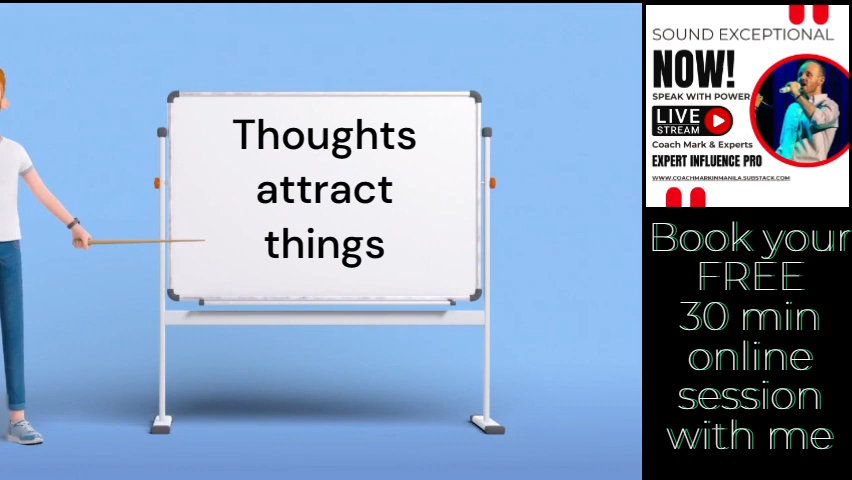 Thoughts
attract
things
SOUND EXCEPTIONAL
NOW!
SPEAK WITH POWER
LIVE
STREAM
Coach Mark & Experts
EXPERT INFLUENCE PRO
WWW.COACHMARKINMANILA.SUBSTACK.COM
Book your
FREE
30 min
online
session
with me